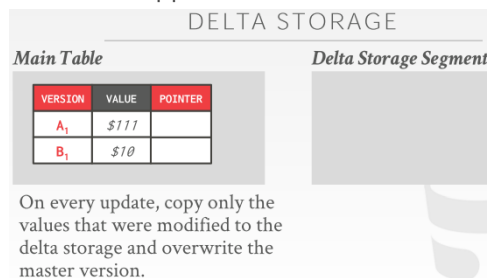 DELTA STORAGE
Main Table
Delta Storage Segment
VERSION VALUE POINTER
A₁ $111
B₁ $10
On every update, copy only the
values that were modified to the
delta storage and overwrite the
master version.